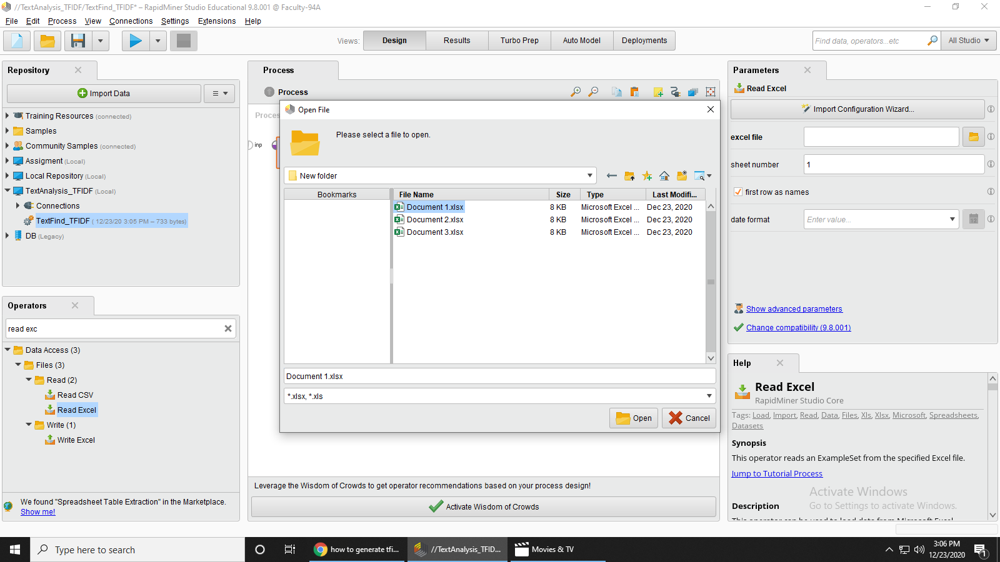 //TextAnalysis_TFIDF/TextFind_TFIDF* – RapidMiner Studio Educational 9.8.001 @ Faculty-94A
File Edit Process View Connections Settings Extensions Help
Views: Design Results Turbo Prep Auto Model Deployments
Find data, operators...etc All Studio
Repository
Import Data
Training Resources (connected)
Samples
Community Samples (connected)
Assigment (Local)
Local Repository (Local)
TextAnalysis_TFIDF (Local)
Connections
TextFind_TFIDF ( 12/23/20 3:05 PM – 733 bytes)
DB (Legacy)
Operators
read exc
Data Access (3)
Files (3)
Read (2)
Read CSV
Read Excel
Write (1)
Write Excel
We found "Spreadsheet Table Extraction" in the Marketplace.
Show me!
Process
Process
Proces
inp
Open File
Please select a file to open.
New folder
Bookmarks
File Name Size Type Last Modifi...
Document 1.xlsx 8 KB Microsoft Excel ... Dec 23, 2020
Document 2.xlsx 8 KB Microsoft Excel ... Dec 23, 2020
Document 3.xlsx 8 KB Microsoft Excel ... Dec 23, 2020
Document 1.xlsx
*.xlsx, *.xls
Open Cancel
Leverage the Wisdom of Crowds to get operator recommendations based on your process design!
Activate Wisdom of Crowds
Parameters
Read Excel
Import Configuration Wizard...
excel file
sheet number 1
first row as names
date format Enter value...
12
Show advanced parameters
Change compatibility (9.8.001)
Help
Read Excel
RapidMiner Studio Core
Tags: Load, Import, Read, Data, Files, Xls, Xlsx, Microsoft, Spreadsheets,
Datasets
Synopsis
This operator reads an ExampleSet from the specified Excel file.
Jump to Tutorial Process
Description
This operator can be used to load data from Microsoft Excel
Activate Windows
Go to Settings to activate Windows.
Type here to search
how to generate tfi...
//TextAnalysis_TFID...
Movies & TV
3:06 PM
12/23/2020
1